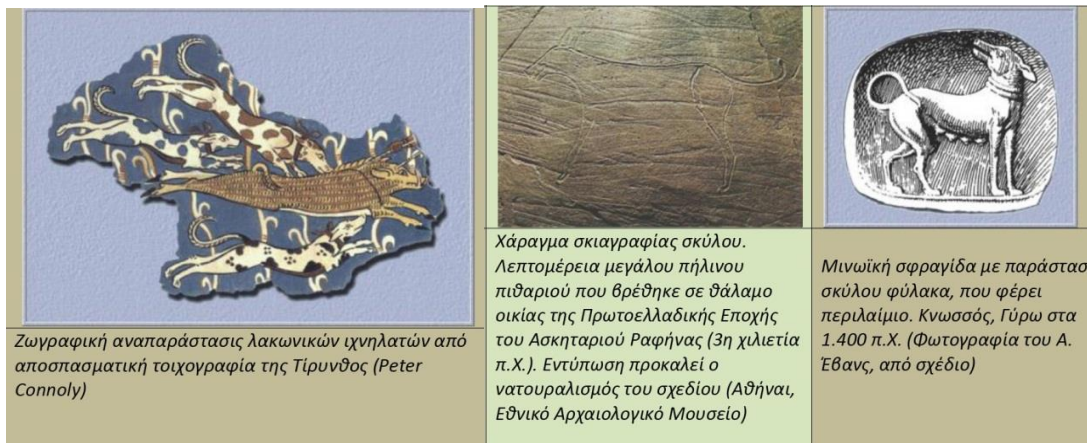 Ζωγραφική αναπαράστασις λακωνικών ιχνηλατών από
αποσπασματική τοιχογραφία της Τίρυνθος (Peter
Connoly)
Χάραγμα σκιαγραφίας σκύλου.
Λεπτομέρεια μεγάλου πήλινου
πιθαριού που βρέθηκε σε θάλαμο
οικίας της Πρωτοελλαδικής Εποχής
του Ασκηταριού Ραφήνας (3η χιλιετία
π.Χ.). Εντύπωση προκαλεί ο
νατουραλισμός του σχεδίου (Αθήναι,
Εθνικό Αρχαιολογικό Μουσείο)
Μινωϊκή σφραγίδα με παράστασ
σκύλου φύλακα, που φέρει
περιλαίμιο. Κνωσσός, Γύρω στα
1.400 π.Χ. (Φωτογραφία του Α.
Έβανς, από σχέδιο)